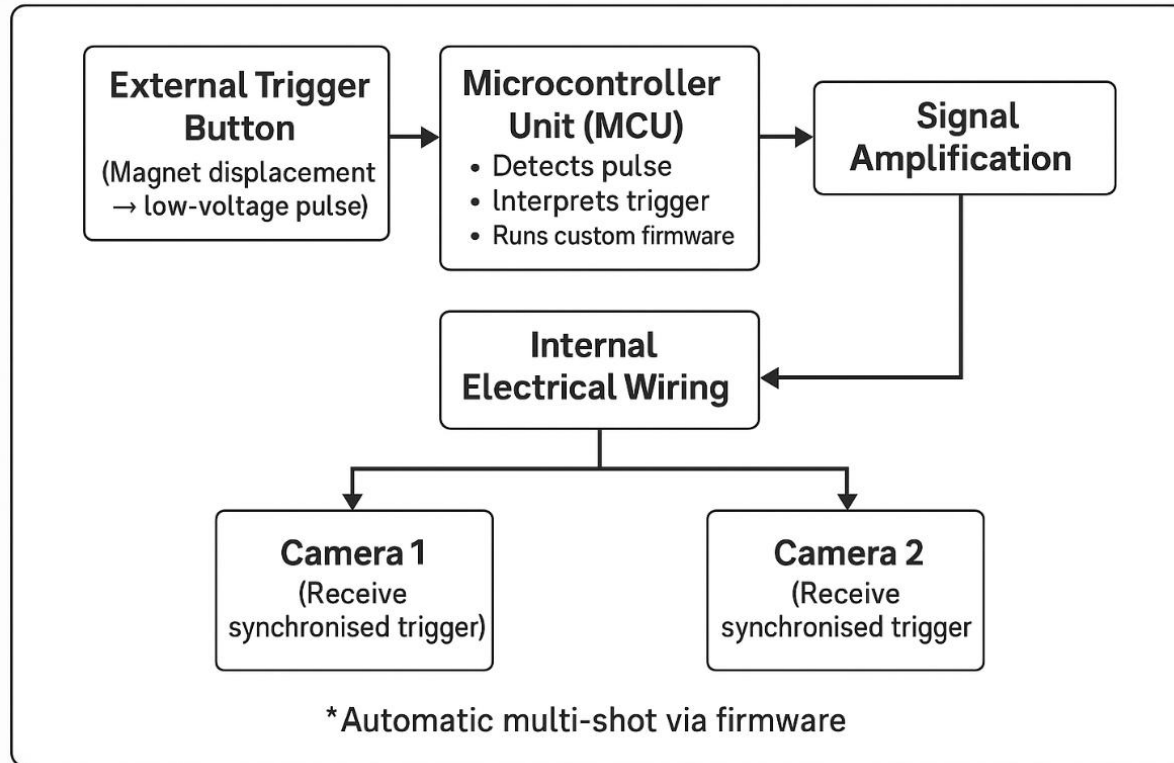 External Trigger
Button
(Magnet displacement
→ low-voltage pulse)
Microcontroller
Unit (MCU)
• Detects pulse
• Interprets trigger
• Runs custom firmware
Signal
Amplification
Internal
Electrical Wiring
Camera 1
(Receive
synchronised trigger)
Camera 2
(Receive
synchronised trigger
*Automatic multi-shot via firmware